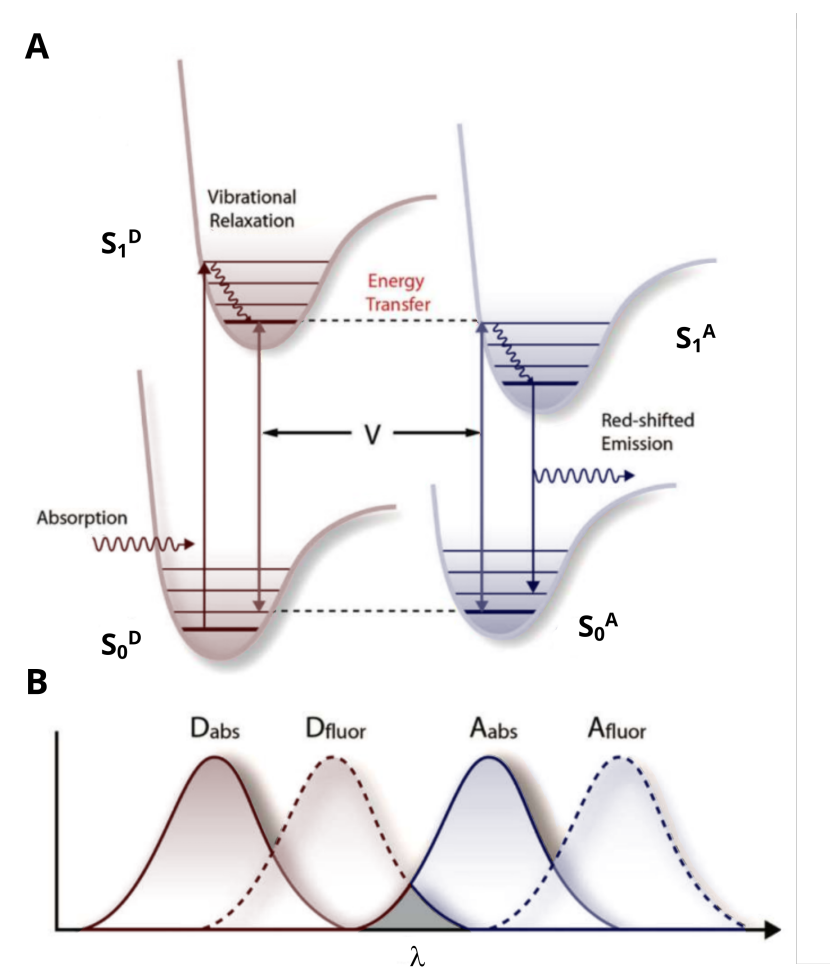 A
Vibrational
Relaxation
S₁ᴰ
Energy
Transfer
S₁ᴬ
V
Red-shifted
Emission
Absorption
S₀ᴰ
S₀ᴬ
B
Dabs
Dfluor
Aabs
Afluor
λ